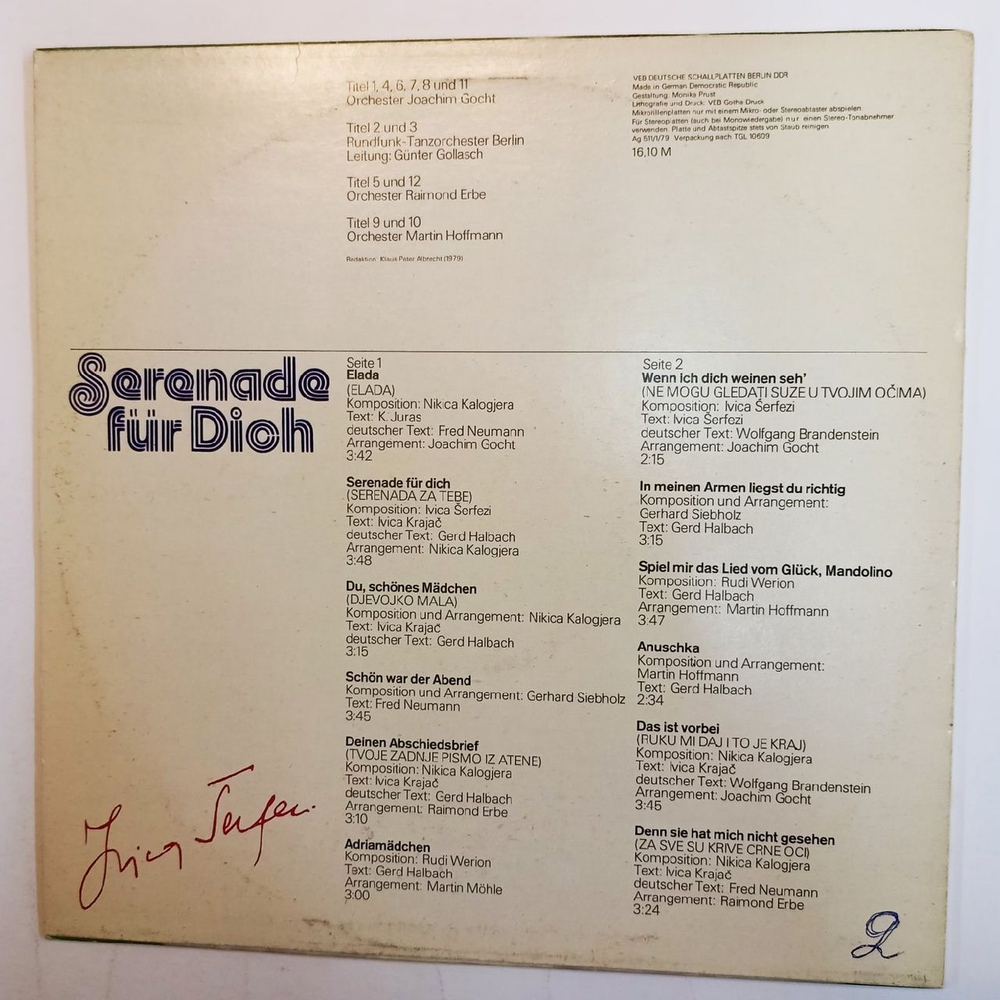 Titel 1, 4, 6, 7, 8 und 11
Orchester Joachim Gocht
Titel 2 und 3
Rundfunk-Tanzorchester Berlin
Leitung: Günter Gollasch
Titel 5 und 12
Orchester Raimond Erbe
Titel 9 und 10
Orchester Martin Hoffmann
Redaktion: Klaus Peter Albrecht (1979)
VEB DEUTSCHE SCHALLPLATTEN BERLIN DDR
Made in German Democratic Republic
Gestaltung: Monika Prust
Lithografie und Druck: VEB Gotha Druck
Mikrorillenplatten nur mit einem Mikro- oder Stereoabtaster abspielen.
Für Stereoplatten (auch bei Monowiedergabe) nur einen Stereo-Tonabnehmer
verwenden. Platte und Abtastspitze stets von Staub reinigen.
Ag 511/1/79 Verpackung nach TGL 10609
16,10 M
Serenade
für Dich
Seite 1
Elada
(ELADA)
Komposition: Nikica Kalogjera
Text: K. Juras
deutscher Text: Fred Neumann
Arrangement: Joachim Gocht
3:42
Serenade für dich
(SERENADA ZA TEBE)
Komposition: Ivica Šerfezi
Text: Ivica Krajač
deutscher Text: Gerd Halbach
Arrangement: Nikica Kalogjera
3:48
Du, schönes Mädchen
(DJEVOJKO MALA)
Komposition und Arrangement: Nikica Kalogjera
Text: Ivica Krajač
deutscher Text: Gerd Halbach
3:15
Schön war der Abend
Komposition und Arrangement: Gerhard Siebholz
Text: Fred Neumann
3:45
Deinen Abschiedsbrief
(TVOJE ZADNJE PISMO IZ ATENE)
Komposition: Nikica Kalogjera
Text: Ivica Krajač
deutscher Text: Gerd Halbach
Arrangement: Raimond Erbe
3:10
Adriamädchen
Komposition: Rudi Werion
Text: Gerd Halbach
Arrangement: Martin Möhle
3:00
Seite 2
Wenn ich dich weinen seh'
(NE MOGU GLEDATI SUZE U TVOJIM OČIMA)
Komposition: Ivica Šerfezi
Text: Ivica Šerfezi
deutscher Text: Wolfgang Brandenstein
Arrangement: Joachim Gocht
2:15
In meinen Armen liegst du richtig
Komposition und Arrangement:
Gerhard Siebholz
Text: Gerd Halbach
3:15
Spiel mir das Lied vom Glück, Mandolino
Komposition: Rudi Werion
Text: Gerd Halbach
Arrangement: Martin Hoffmann
3:47
Anuschka
Komposition und Arrangement:
Martin Hoffmann
Text: Gerd Halbach
2:34
Das ist vorbei
(RUKU MI DAJ I TO JE KRAJ)
Komposition: Nikica Kalogjera
Text: Ivica Krajač
deutscher Text: Wolfgang Brandenstein
Arrangement: Joachim Gocht
3:45
Denn sie hat mich nicht gesehen
(ZA SVE SU KRIVE CRNE OCI)
Komposition: Nikica Kalogjera
Text: Ivica Krajač
deutscher Text: Fred Neumann
Arrangement: Raimond Erbe
3:24
Ivica Šerfezi